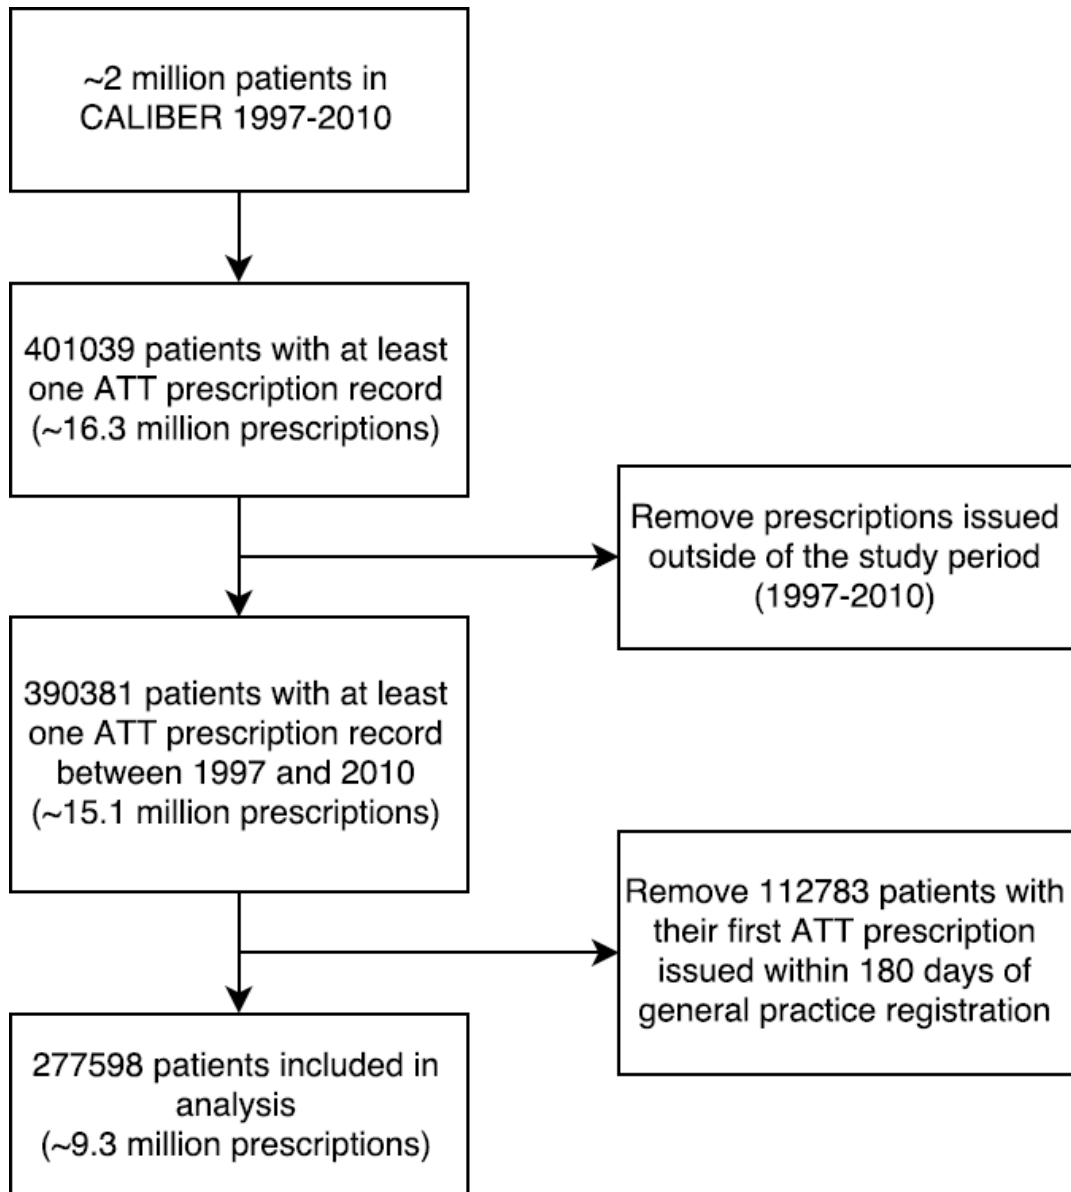 ~2 million patients in
CALIBER 1997-2010
401039 patients with at least
one ATT prescription record
(~16.3 million prescriptions)
Remove prescriptions issued
outside of the study period
(1997-2010)
390381 patients with at least
one ATT prescription record
between 1997 and 2010
(~15.1 million prescriptions)
Remove 112783 patients with
their first ATT prescription
issued within 180 days of
general practice registration
277598 patients included in
analysis
(~9.3 million prescriptions)